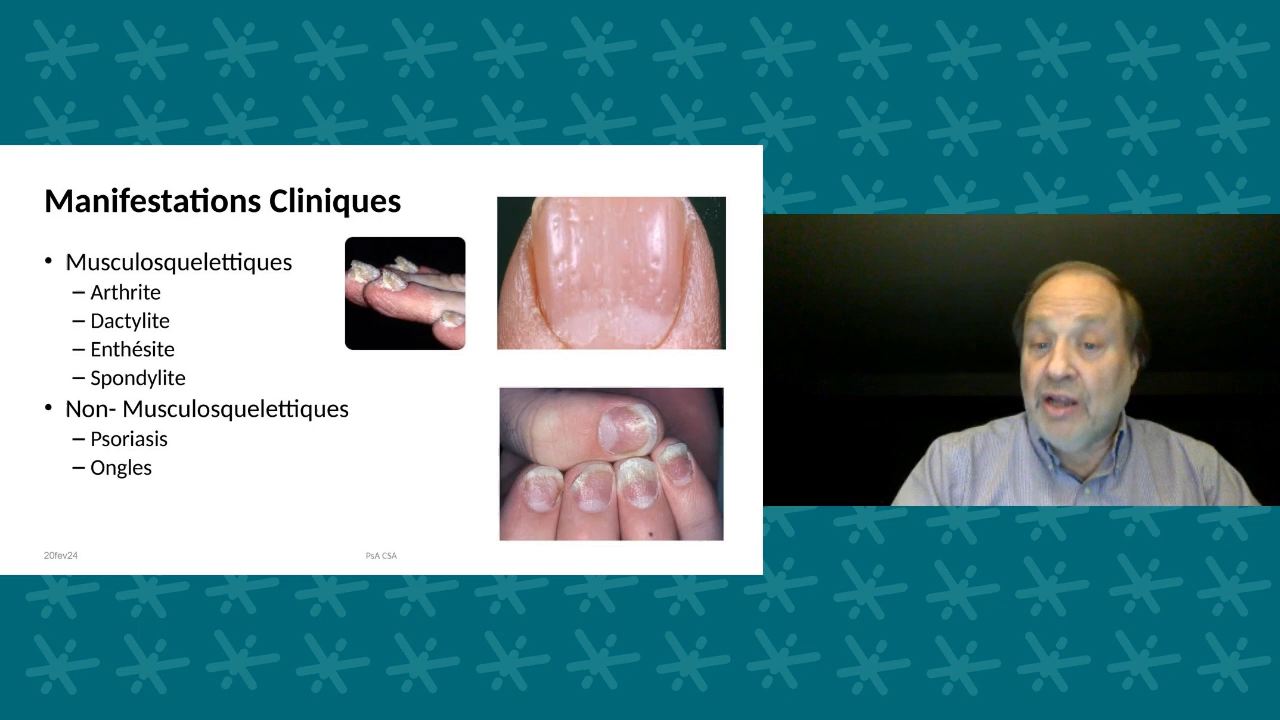 Manifestations Cliniques
• Musculosquelettiques
– Arthrite
– Dactylite
– Enthésite
– Spondylite
• Non- Musculosquelettiques
– Psoriasis
– Ongles
20fev24
PsA CSA